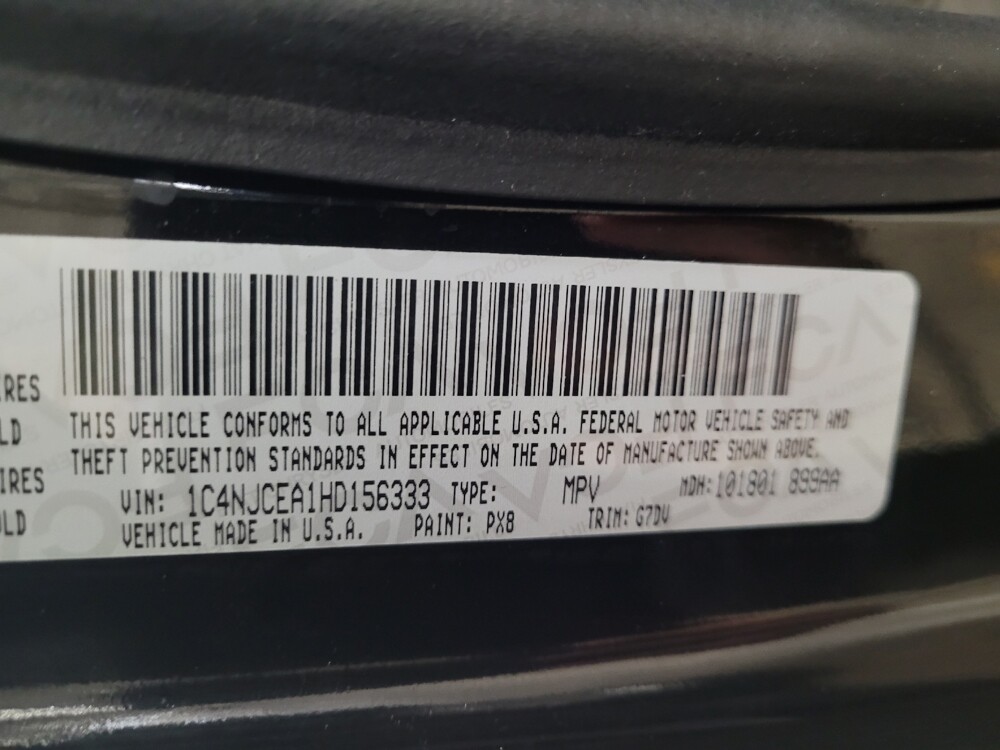 IRES
LD
IRES
OLD
THIS VEHICLE CONFORMS TO ALL APPLICABLE U.S.A. FEDERAL MOTOR VEHICLE SAFETY AND
THEFT PREVENTION STANDARDS IN EFFECT ON THE DATE OF MANUFACTURE SHOWN ABOVE.
VIN: 1C4NJCEA1HD156333 TYPE: MPV MDH: 101801 899AA
VEHICLE MADE IN U.S.A. PAINT: PX8 TRIM: G7DV